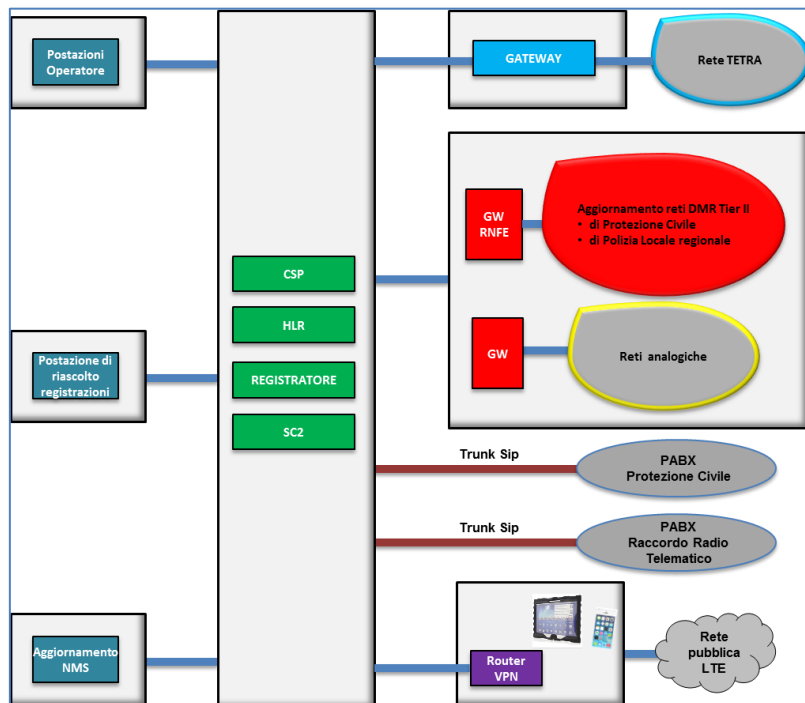 Postazioni
Operatore
GATEWAY
Rete TETRA
GW
RNFE
Aggiornamento reti DMR Tier II
• di Protezione Civile
• di Polizia Locale regionale
CSP
HLR
REGISTRATORE
SC2
Postazione di
riascolto
registrazioni
GW
Reti analogiche
Trunk Sip
PABX
Protezione Civile
Trunk Sip
PABX
Raccordo Radio
Telematico
Aggiornamento
NMS
Router
VPN
Rete
pubblica
LTE